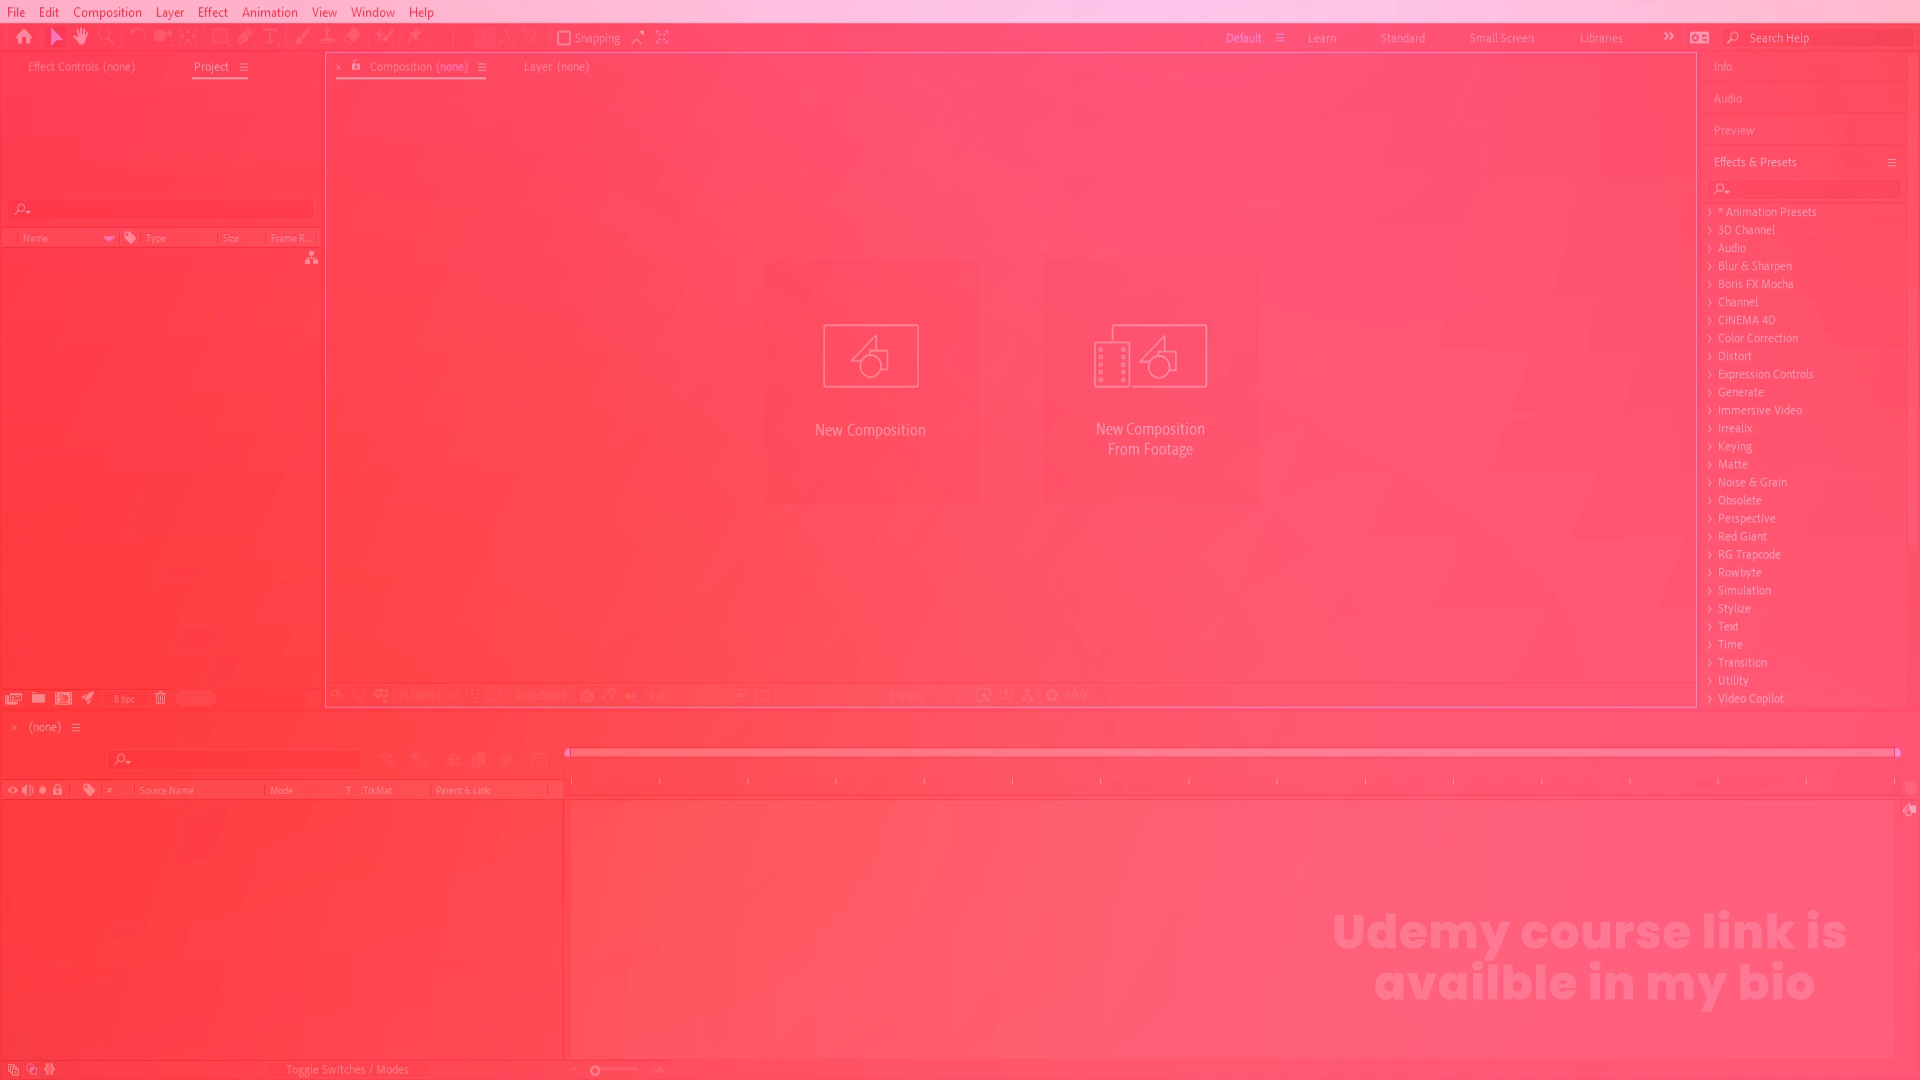 File Edit Composition Layer Effect Animation View Window Help
Snapping Default Learn Standard Small Screen Libraries Search Help
Effect Controls (none) Project Composition (none) Layer (none) Info
Audio
Preview
Effects & Presets
Name Type Size Frame R...
* Animation Presets
3D Channel
Audio
Blur & Sharpen
Boris FX Mocha
Channel
CINEMA 4D
Color Correction
Distort
Expression Controls
Generate
Immersive Video
irrealix
Keying
Matte
Noise & Grain
Obsolete
Perspective
Red Giant
RG Trapcode
Rowbyte
Simulation
Stylize
Text
Time
Transition
Utility
Video Copilot
New Composition
New Composition
From Footage
8 bpc
(none)
# Source Name Mode T .TrkMat Parent & Link
Udemy course link is
availble in my bio
Toggle Switches / Modes